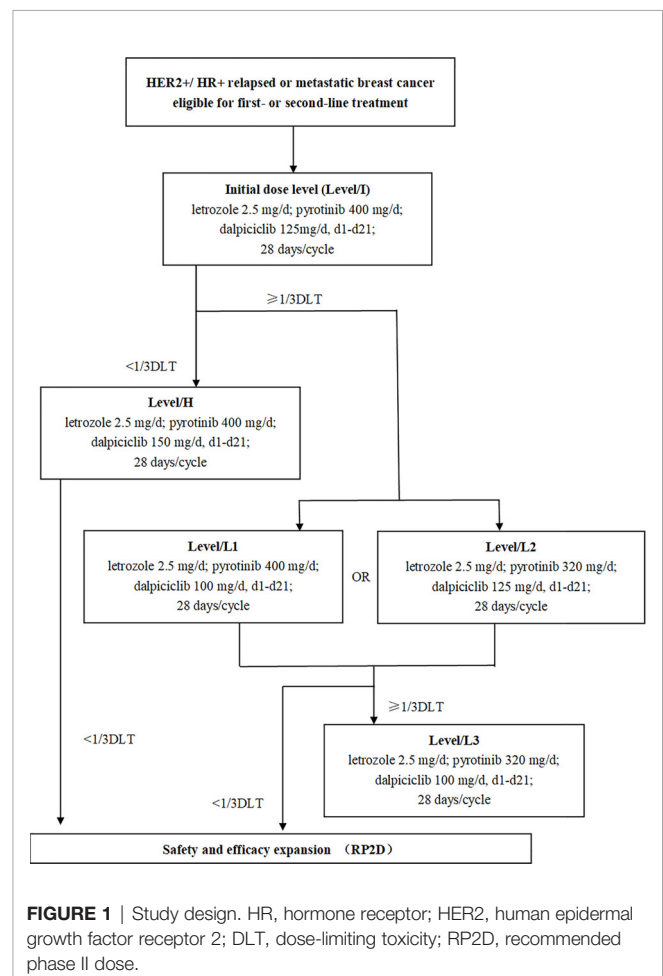 HER2+/ HR+ relapsed or metastatic breast cancer
eligible for first- or second-line treatment
Initial dose level (Level/I)
letrozole 2.5 mg/d; pyrotinib 400 mg/d;
dalpiciclib 125mg/d, d1-d21;
28 days/cycle
≥1/3DLT
<1/3DLT
Level/H
letrozole 2.5 mg/d; pyrotinib 400 mg/d;
dalpiciclib 150 mg/d, d1-d21;
28 days/cycle
Level/L1
letrozole 2.5 mg/d; pyrotinib 400 mg/d;
dalpiciclib 100 mg/d, d1-d21;
28 days/cycle
OR
Level/L2
letrozole 2.5 mg/d; pyrotinib 320 mg/d;
dalpiciclib 125 mg/d, d1-d21;
28 days/cycle
≥1/3DLT
<1/3DLT
Level/L3
letrozole 2.5 mg/d; pyrotinib 320 mg/d;
dalpiciclib 100 mg/d, d1-d21;
28 days/cycle
<1/3DLT
Safety and efficacy expansion （RP2D）
FIGURE 1 | Study design. HR, hormone receptor; HER2, human epidermal
growth factor receptor 2; DLT, dose-limiting toxicity; RP2D, recommended
phase II dose.